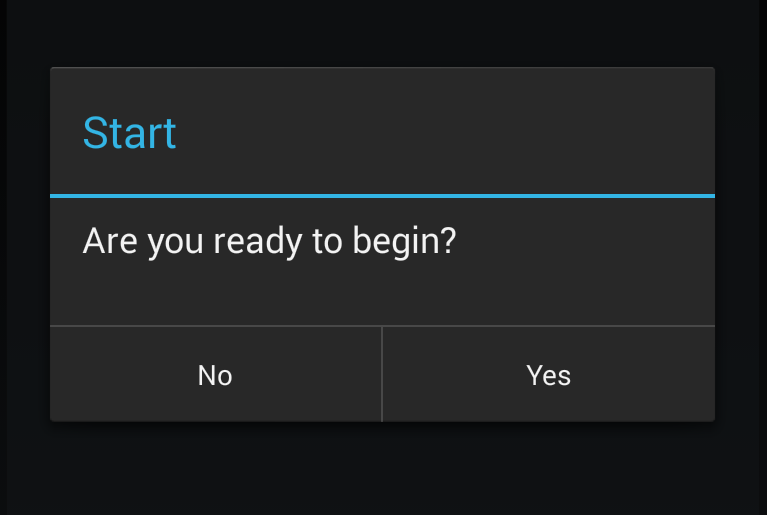 Start
Are you ready to begin?
No
Yes